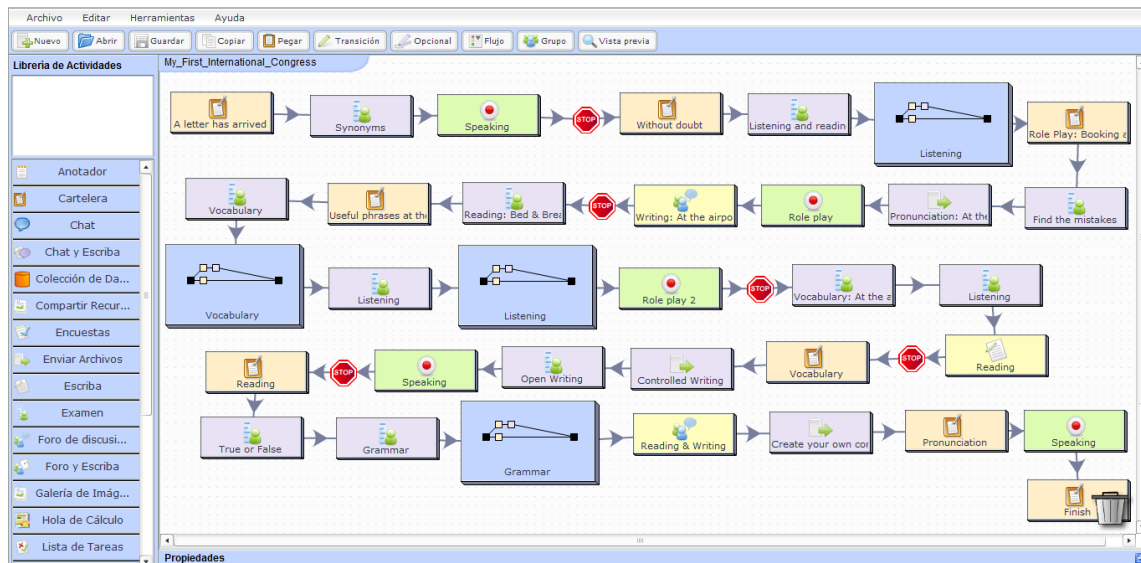 Archivo Editar Herramientas Ayuda
Nuevo Abrir Guardar Copiar Pegar Transición Opcional Flujo Grupo Vista previa
Librería de Actividades
My_First_International_Congress
Anotador
Cartelera
Chat
Chat y Escriba
Colección de Da...
Compartir Recur...
Encuestas
Enviar Archivos
Escriba
Examen
Foro de discusi...
Foro y Escriba
Galería de Imág...
Hola de Cálculo
Lista de Tareas
A letter has arrived
Synonyms
Speaking
STOP
Without doubt
Listening and readin
Listening
Role Play: Booking a
Find the mistakes
Pronunciation: At the
Role play
Writing: At the airpo
STOP
Reading: Bed & Brea
Useful phrases at the
Vocabulary
Vocabulary
Listening
Listening
Role play 2
STOP
Vocabulary: At the a
Listening
Reading
STOP
Vocabulary
Controlled Writing
Open Writing
Speaking
STOP
Reading
True or False
Grammar
Grammar
Reading & Writing
Create your own con
Pronunciation
Speaking
Finish
Propiedades